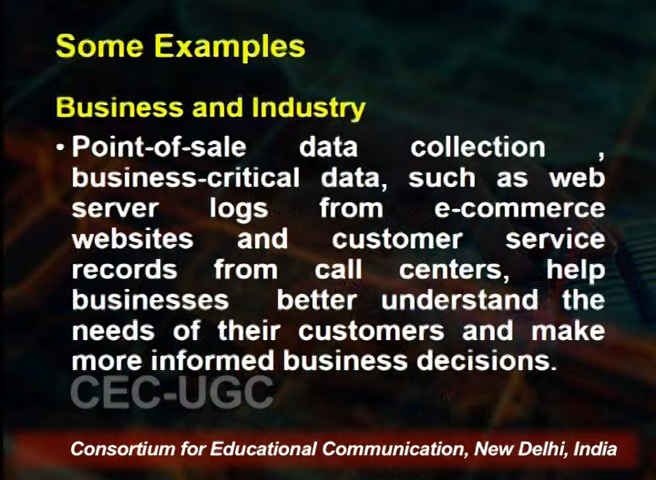 Some Examples
Business and Industry
• Point-of-sale data collection ,
business-critical data, such as web
server logs from e-commerce
websites and customer service
records from call centers, help
businesses better understand the
needs of their customers and make
more informed business decisions.
CEC-UGC
Consortium for Educational Communication, New Delhi, India